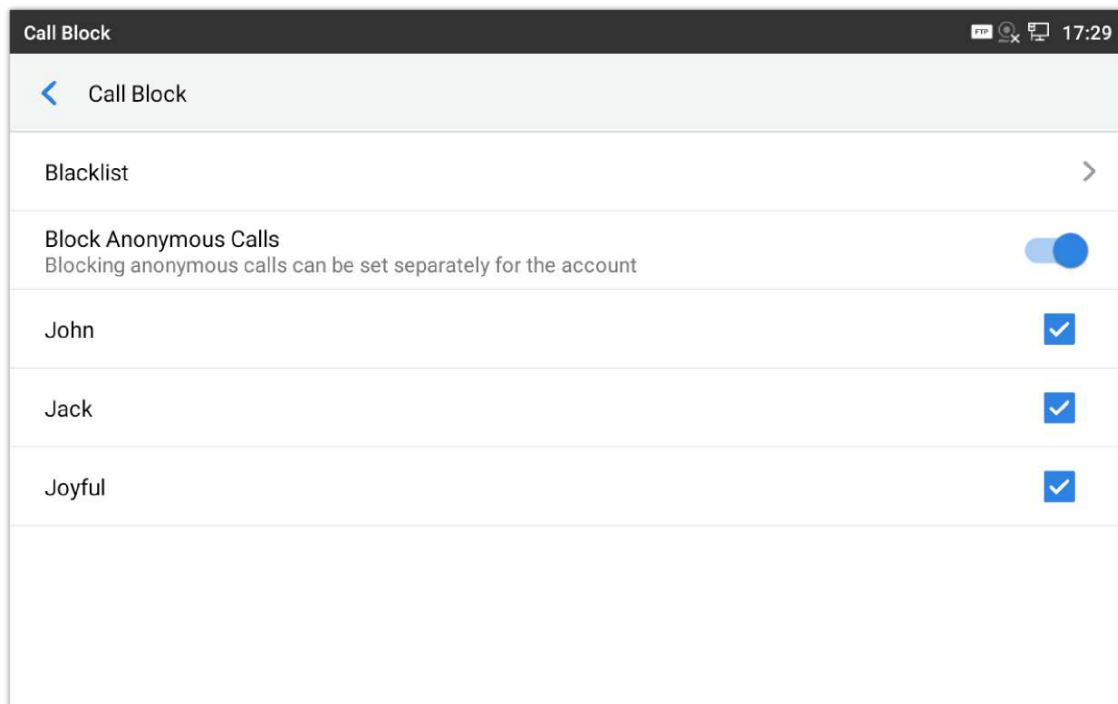 Call Block
FTP
17:29
Call Block
Blacklist
Block Anonymous Calls
Blocking anonymous calls can be set separately for the account
John
Jack
Joyful